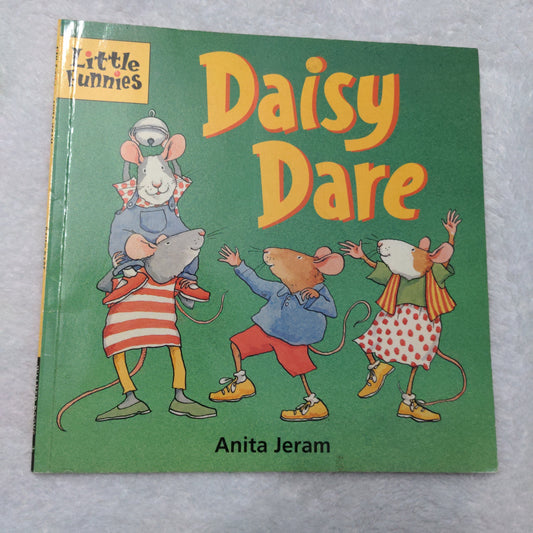 Little
Funnies
Daisy
Dare
Anita Jeram